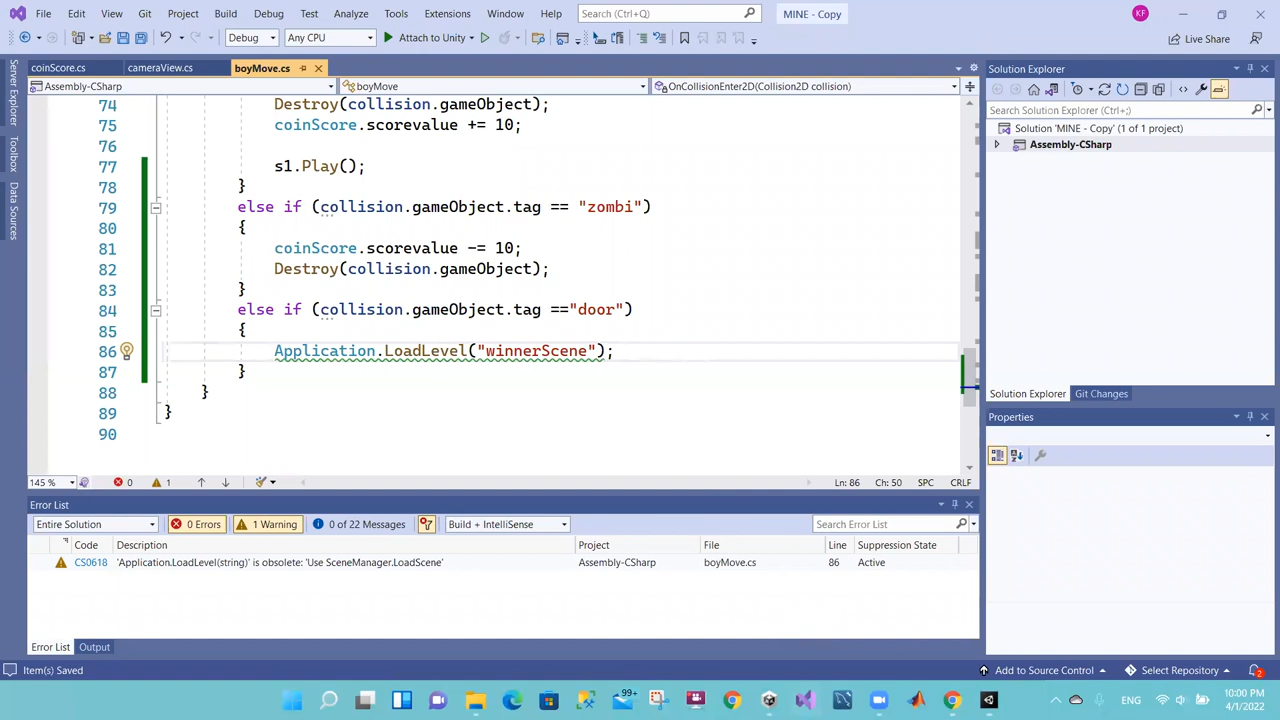 File Edit View Git Project Build Debug Test Analyze Tools Extensions Window Help Search (Ctrl+Q) MINE - Copy KF
Debug Any CPU Attach to Unity Live Share
coinScore.cs cameraView.cs boyMove.cs
Assembly-CSharp boyMove OnCollisionEnter2D(Collision2D collision)
74 Destroy(collision.gameObject);
75 coinScore.scorevalue += 10;
76
77 s1.Play();
78 }
79 else if (collision.gameObject.tag == "zombi")
80 {
81 coinScore.scorevalue -= 10;
82 Destroy(collision.gameObject);
83 }
84 else if (collision.gameObject.tag =="door")
85 {
86 Application.LoadLevel("winnerScene");
87 }
88 }
89 }
90
145 % 0 1 Ln: 86 Ch: 50 SPC CRLF
Server Explorer
Toolbox
Data Sources
Solution Explorer
Search Solution Explorer (Ctrl+;)
Solution 'MINE - Copy' (1 of 1 project)
Assembly-CSharp
Solution Explorer Git Changes
Properties
Error List
Entire Solution 0 Errors 1 Warning 0 of 22 Messages Build + IntelliSense Search Error List
Code Description Project File Line Suppression State
CS0618 'Application.LoadLevel(string)' is obsolete: 'Use SceneManager.LoadScene' Assembly-CSharp boyMove.cs 86 Active
Error List Output
Item(s) Saved Add to Source Control Select Repository 2
99+ ENG 10:00 PM
4/1/2022